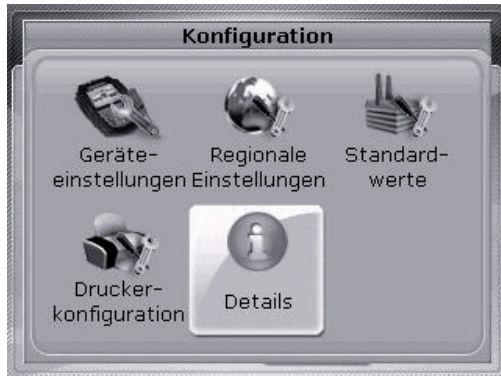 Konfiguration
Geräte-
einstellungen
Regionale
Einstellungen
Standard-
werte
Drucker-
konfiguration
Details